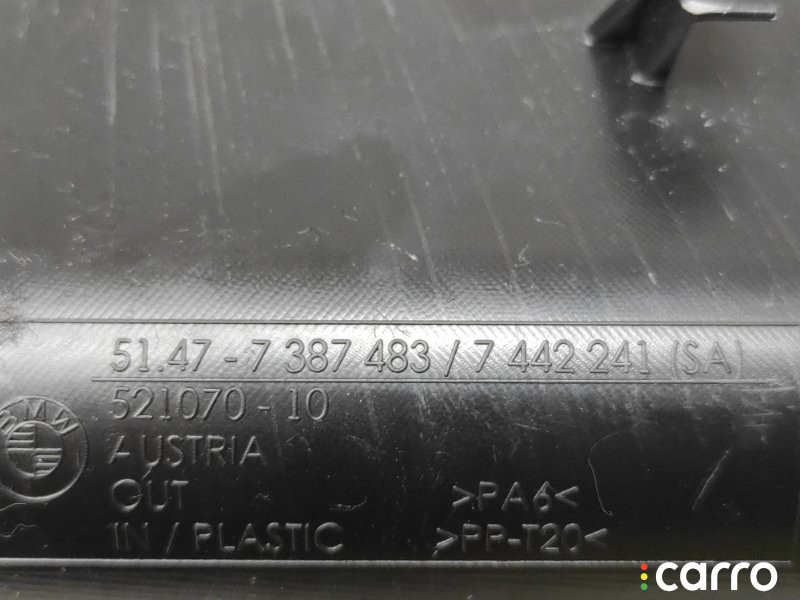 51.47 - 7 387 483 / 7 442 241 (SA)
521070 - 10
BMW
AUSTRIA
OUT >PA6<
IN / PLASTIC >PP-T20<
carro